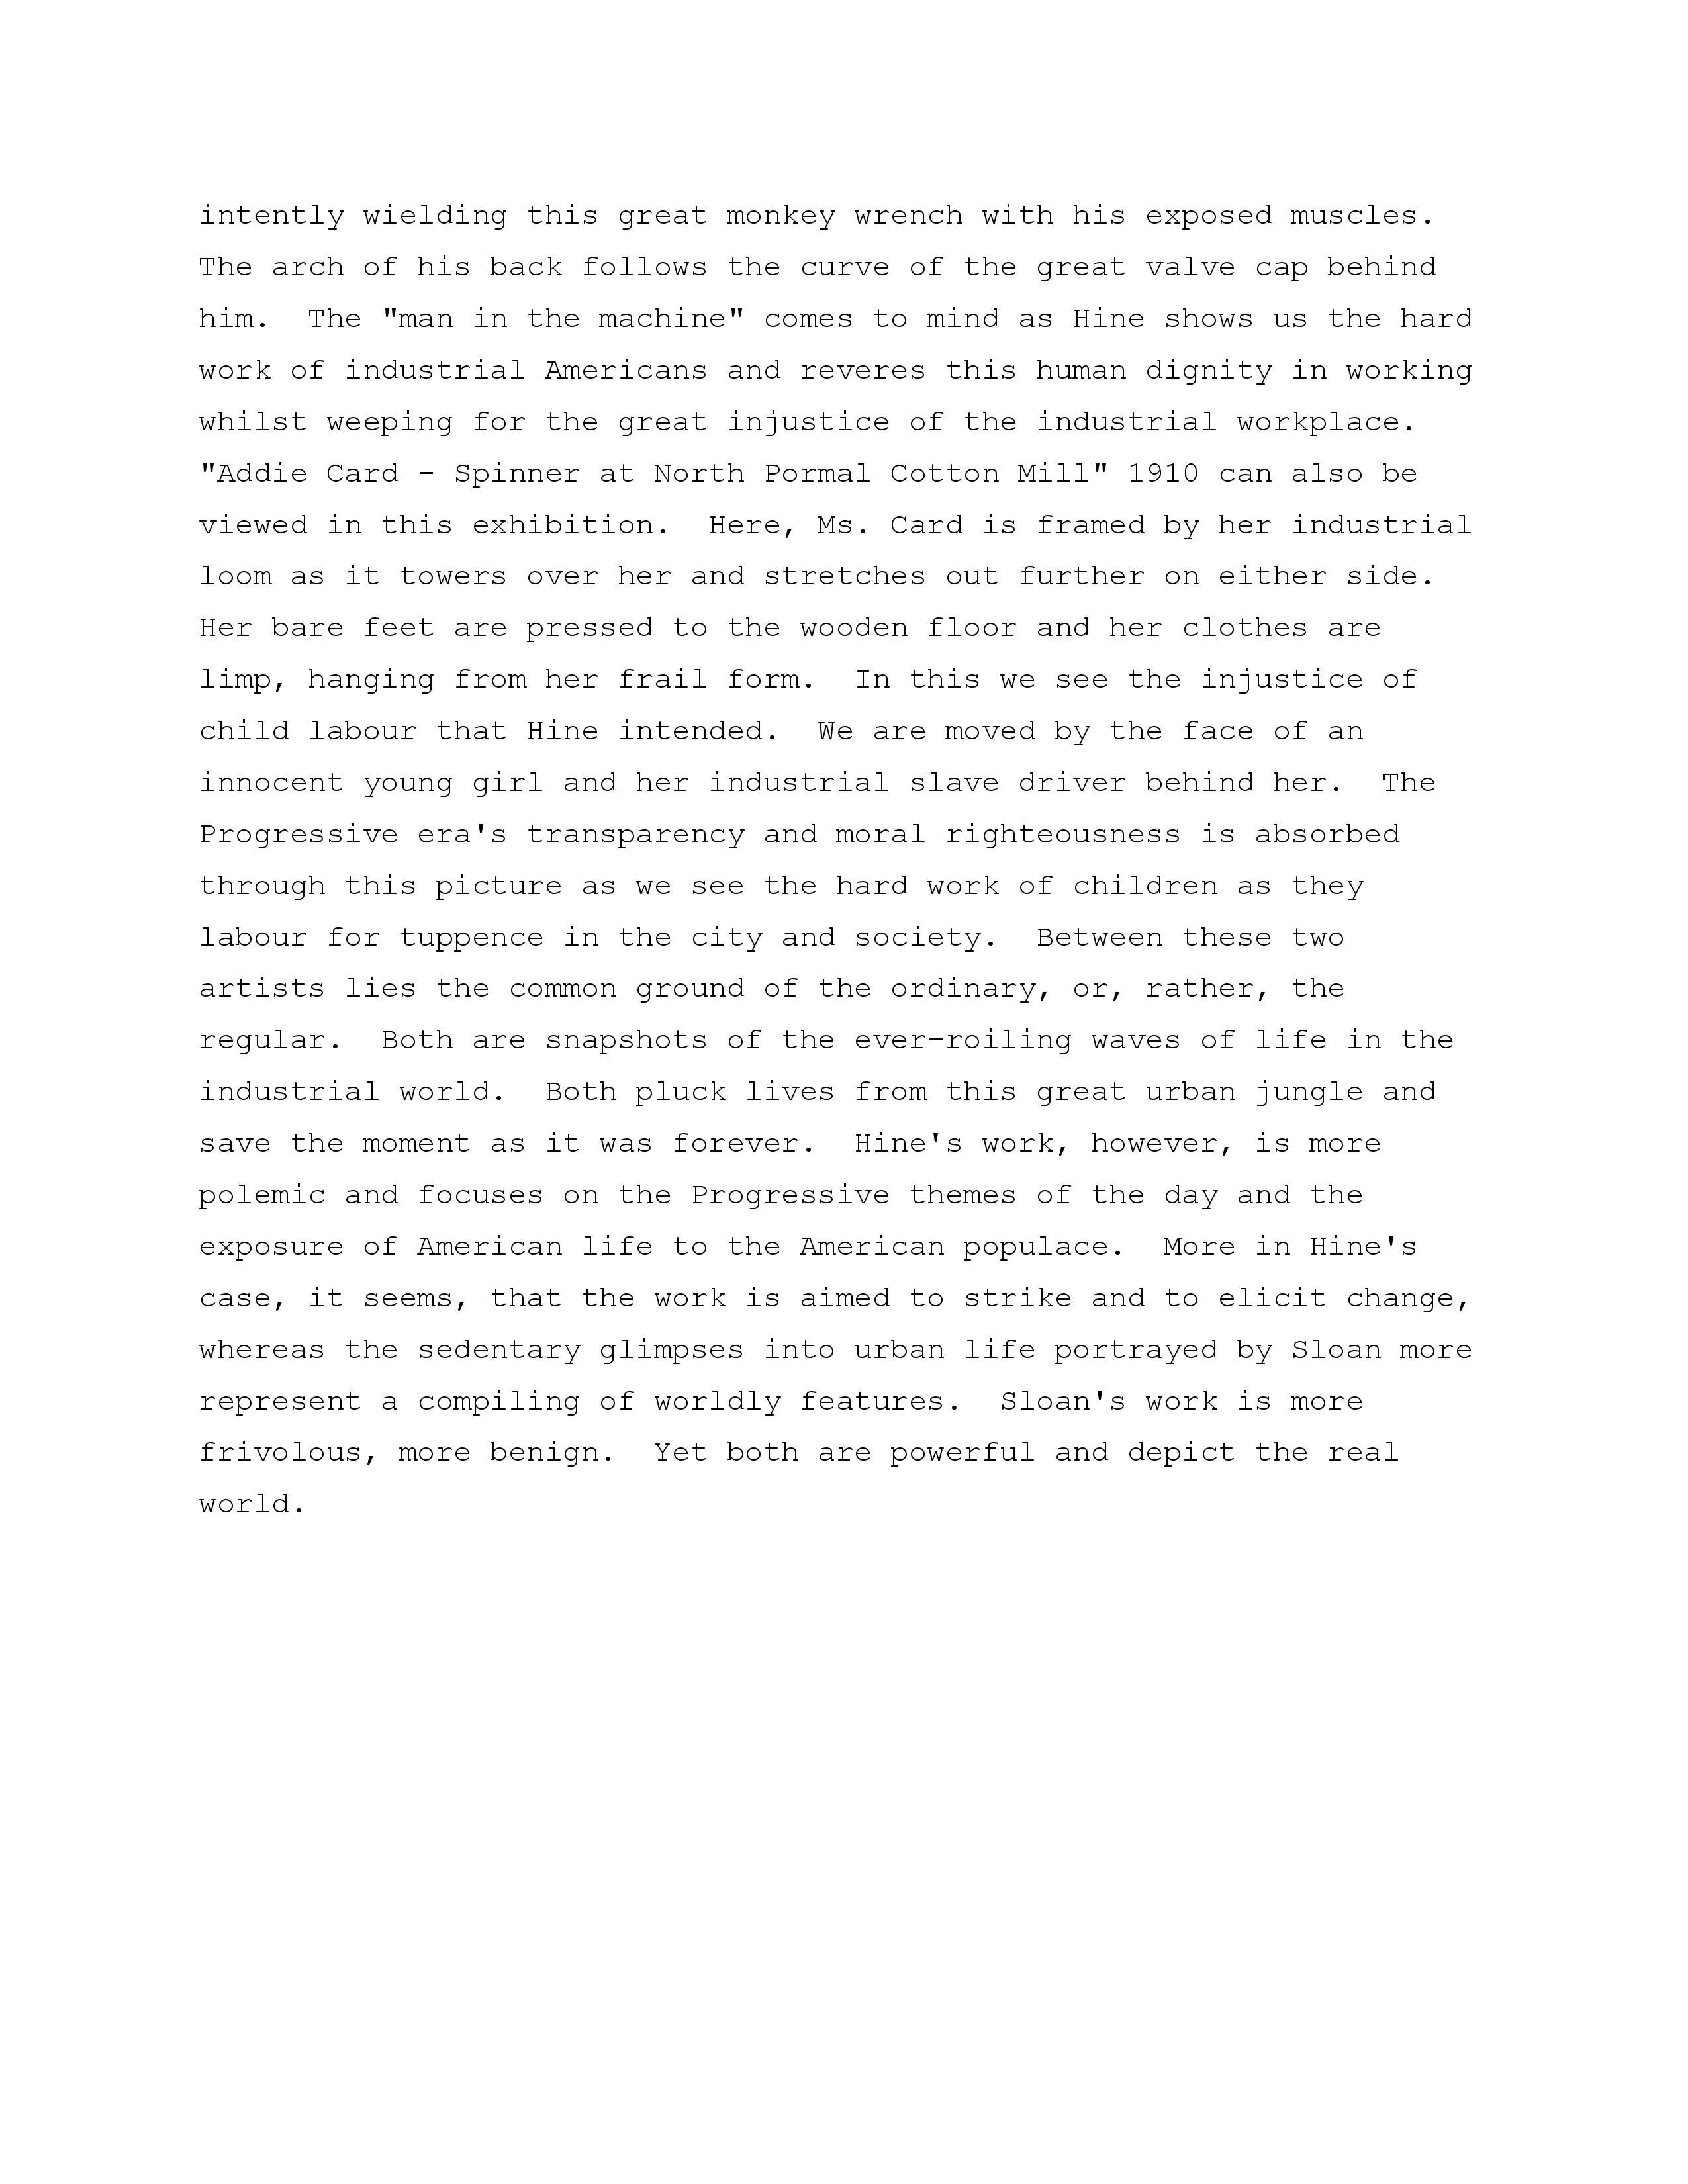 intently wielding this great monkey wrench with his exposed muscles.
The arch of his back follows the curve of the great valve cap behind
him.  The "man in the machine" comes to mind as Hine shows us the hard
work of industrial Americans and reveres this human dignity in working
whilst weeping for the great injustice of the industrial workplace.
"Addie Card - Spinner at North Pormal Cotton Mill" 1910 can also be
viewed in this exhibition.  Here, Ms. Card is framed by her industrial
loom as it towers over her and stretches out further on either side.
Her bare feet are pressed to the wooden floor and her clothes are
limp, hanging from her frail form.  In this we see the injustice of
child labour that Hine intended.  We are moved by the face of an
innocent young girl and her industrial slave driver behind her.  The
Progressive era's transparency and moral righteousness is absorbed
through this picture as we see the hard work of children as they
labour for tuppence in the city and society.  Between these two
artists lies the common ground of the ordinary, or, rather, the
regular.  Both are snapshots of the ever-roiling waves of life in the
industrial world.  Both pluck lives from this great urban jungle and
save the moment as it was forever.  Hine's work, however, is more
polemic and focuses on the Progressive themes of the day and the
exposure of American life to the American populace.  More in Hine's
case, it seems, that the work is aimed to strike and to elicit change,
whereas the sedentary glimpses into urban life portrayed by Sloan more
represent a compiling of worldly features.  Sloan's work is more
frivolous, more benign.  Yet both are powerful and depict the real
world.